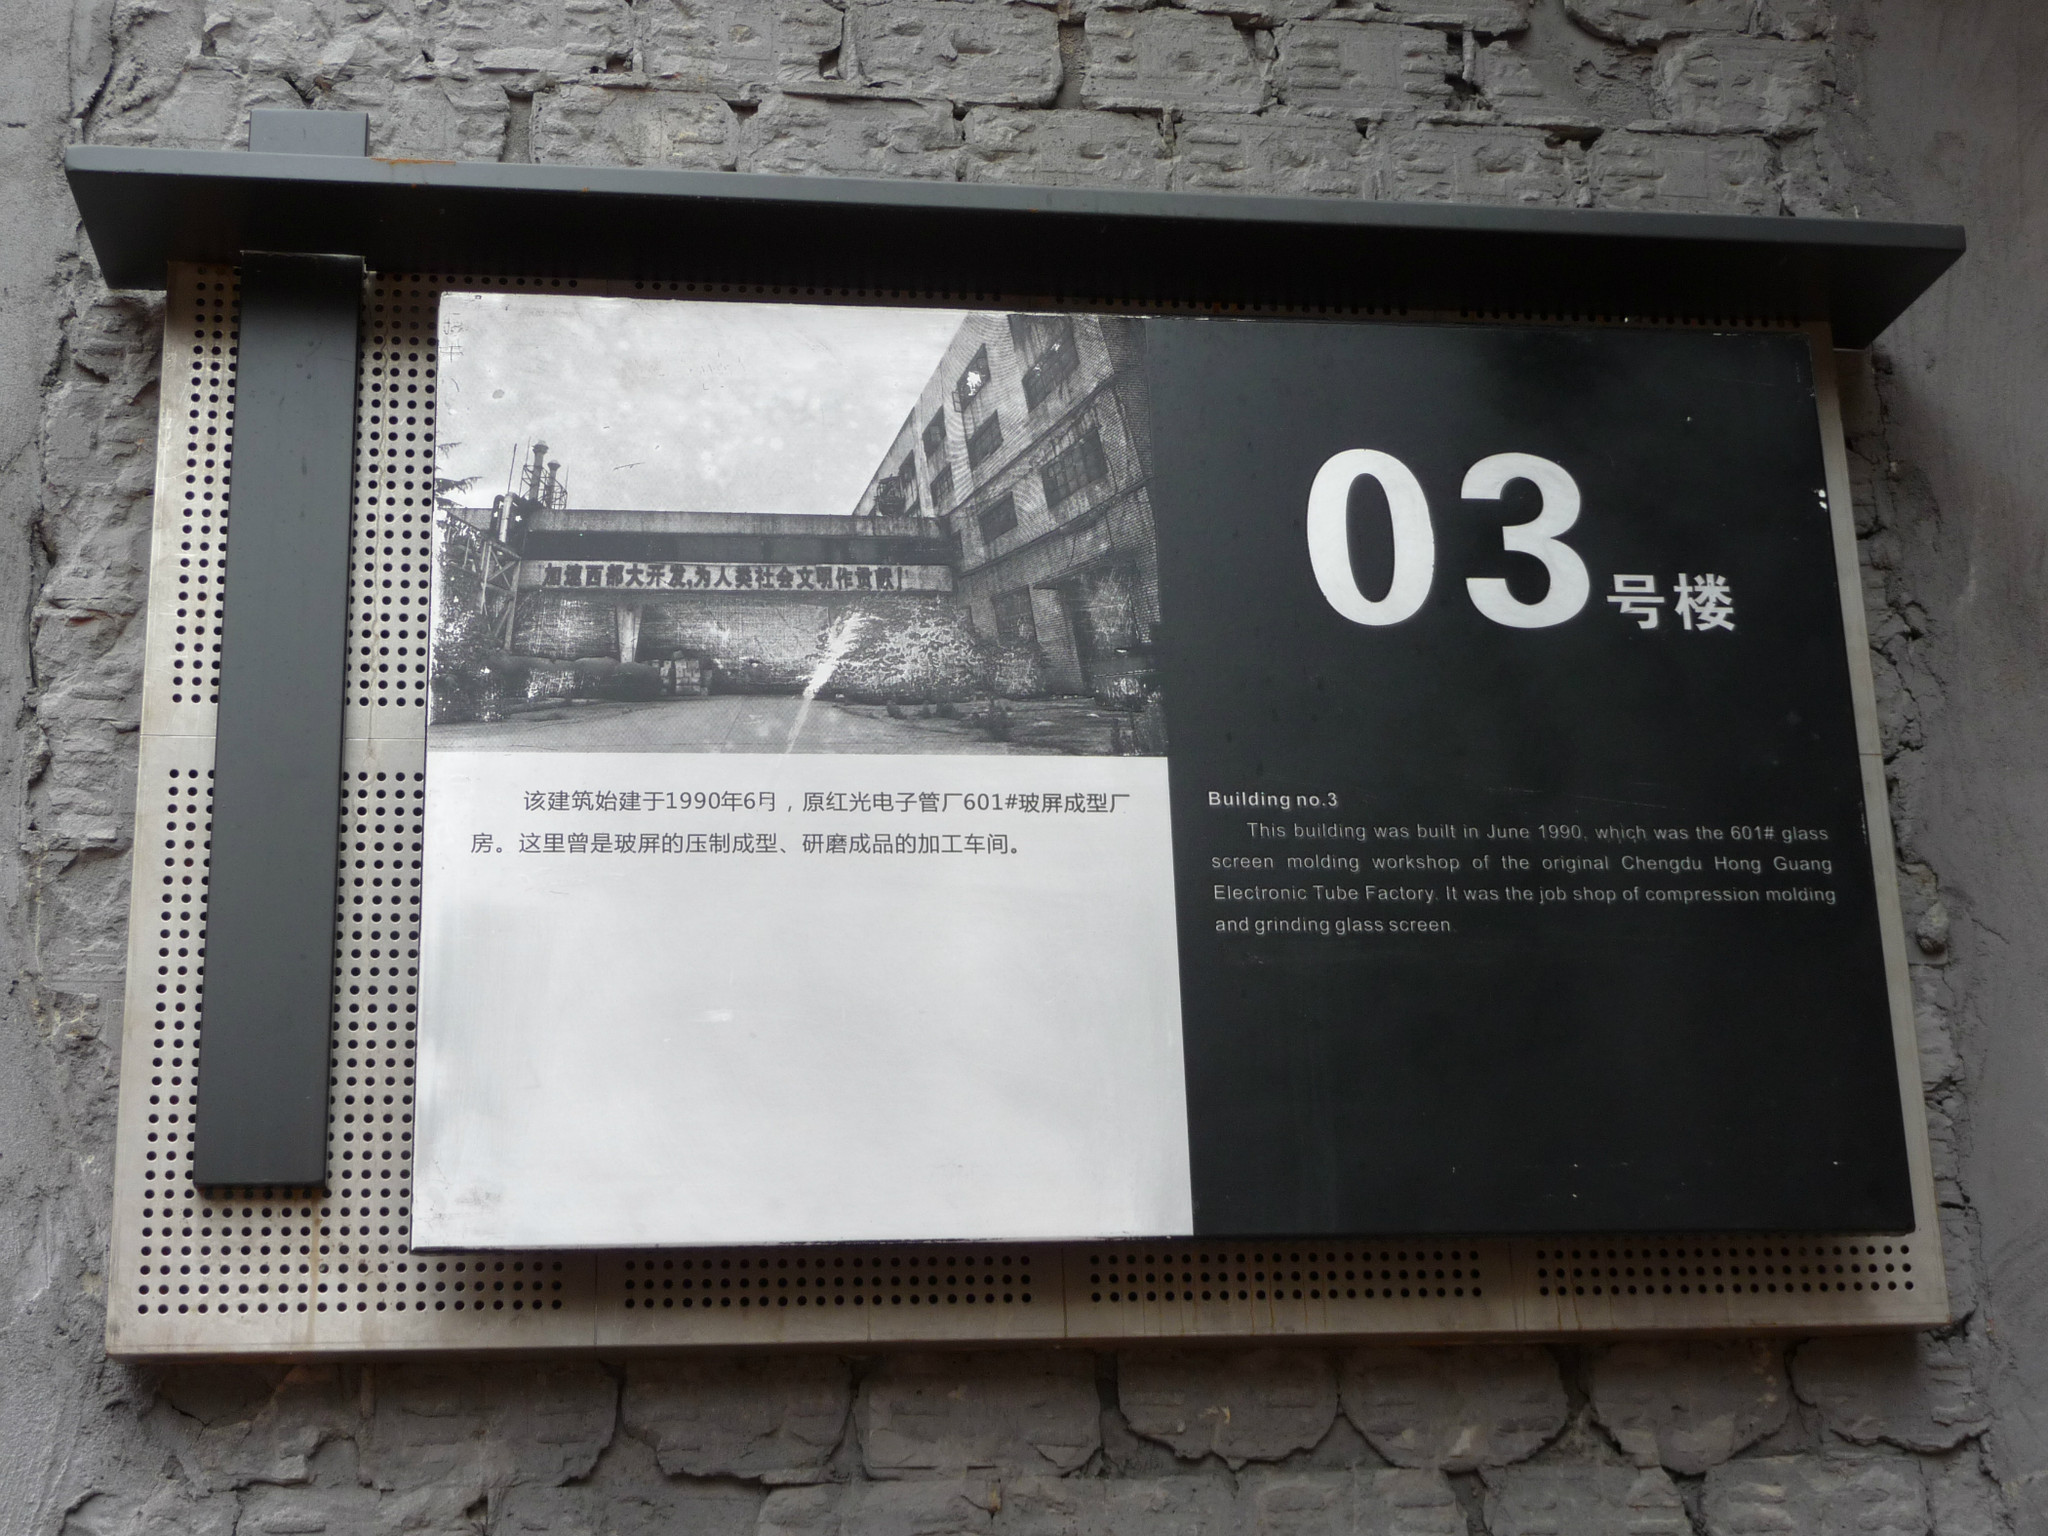 加速西部大开发,为人类社会文明作贡献!
03号楼
该建筑始建于1990年6月，原红光电子管厂601#玻屏成型厂
房。这里曾是玻屏的压制成型、研磨成品的加工车间。
Building no.3
This building was built in June 1990, which was the 601# glass
screen molding workshop of the original Chengdu Hong Guang
Electronic Tube Factory. It was the job shop of compression molding
and grinding glass screen.